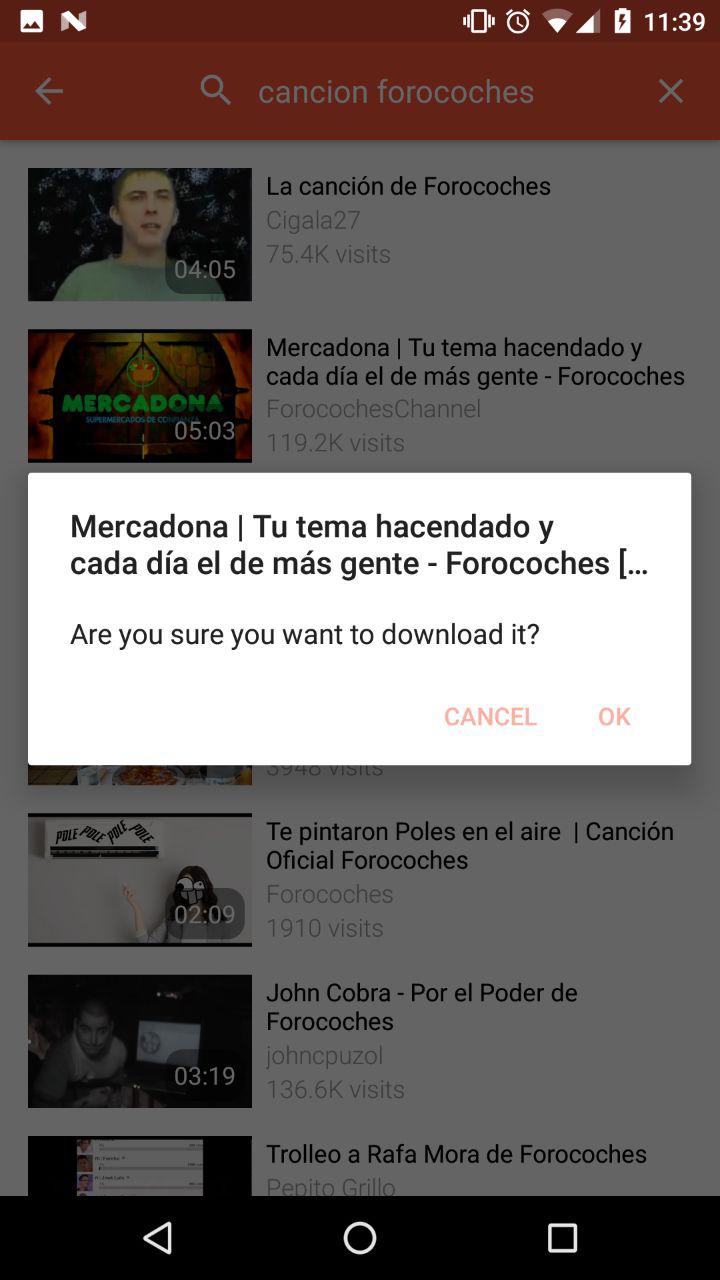 11:39
cancion forocoches
La canción de Forocoches
Cigala27
75.4K visits
04:05
Mercadona | Tu tema hacendado y
cada día el de más gente - Forocoches
ForocochesChannel
119.2K visits
MERCADONA
SUPERMERCADOS DE CONFIANZA
05:03
Mercadona | Tu tema hacendado y
cada día el de más gente - Forocoches [...
Are you sure you want to download it?
CANCEL
OK
3948 visits
POLE POLE POLE POLE
02:09
Te pintaron Poles en el aire | Canción
Oficial Forocoches
Forocoches
1910 visits
John Cobra - Por el Poder de
Forocoches
johncpuzol
136.6K visits
03:19
Trolleo a Rafa Mora de Forocoches
Pepito Grillo